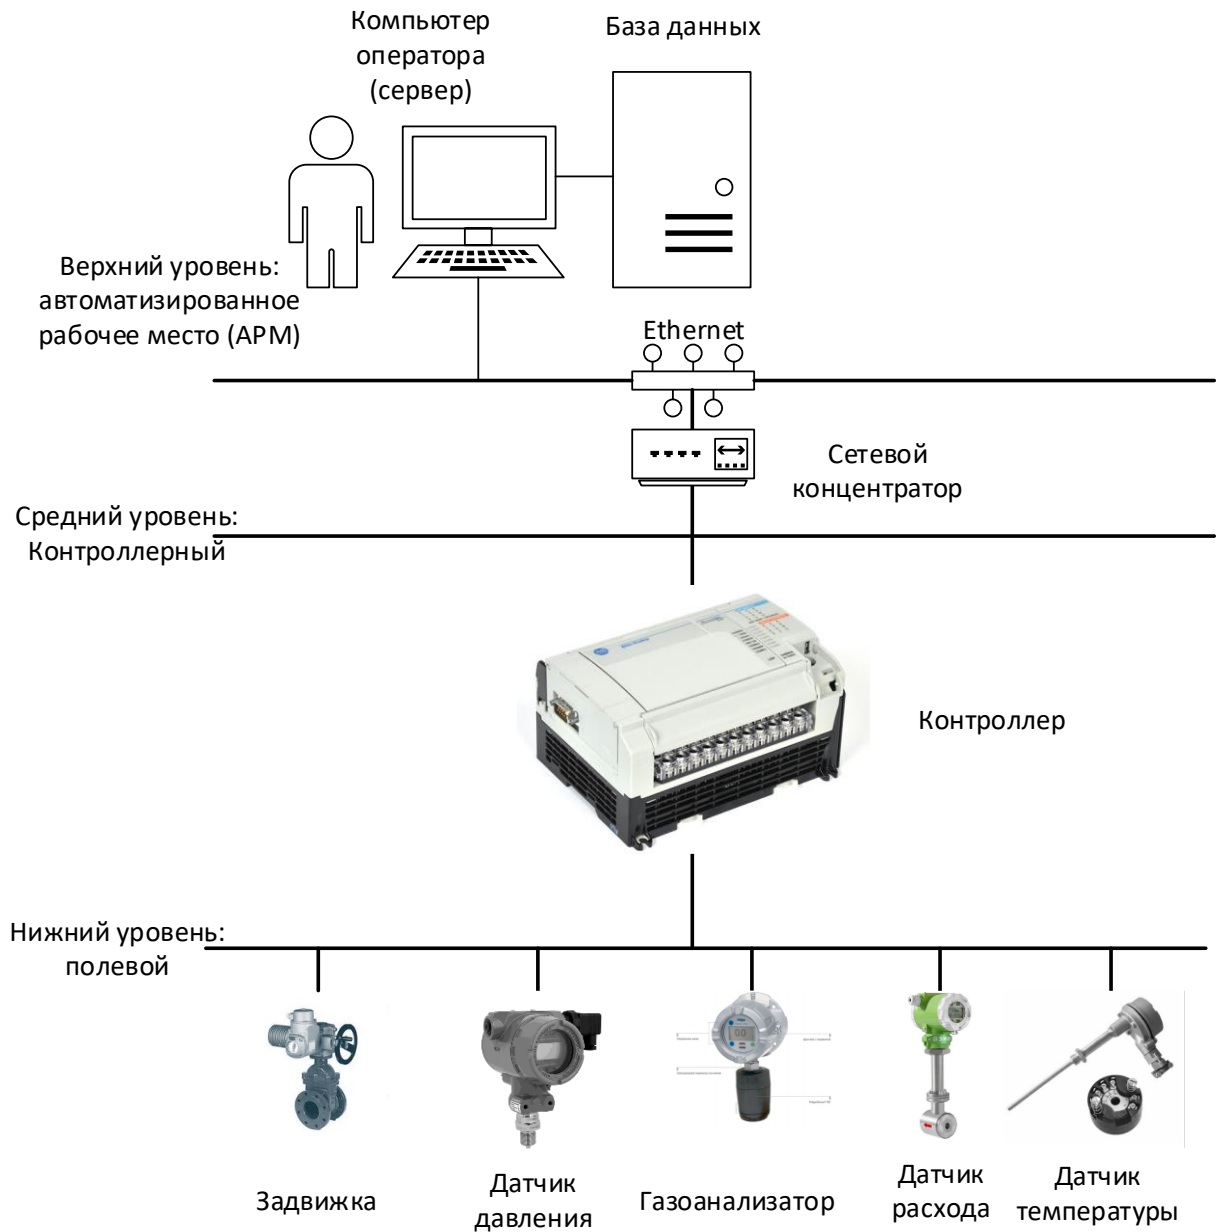 Компьютер
оператора
(сервер)
База данных
Верхний уровень:
автоматизированное
рабочее место (АРМ)
Ethernet
Сетевой
концентратор
Средний уровень:
Контроллерный
Контроллер
Нижний уровень:
полевой
Задвижка
Датчик
давления
Газоанализатор
Датчик
расхода
Датчик
температуры